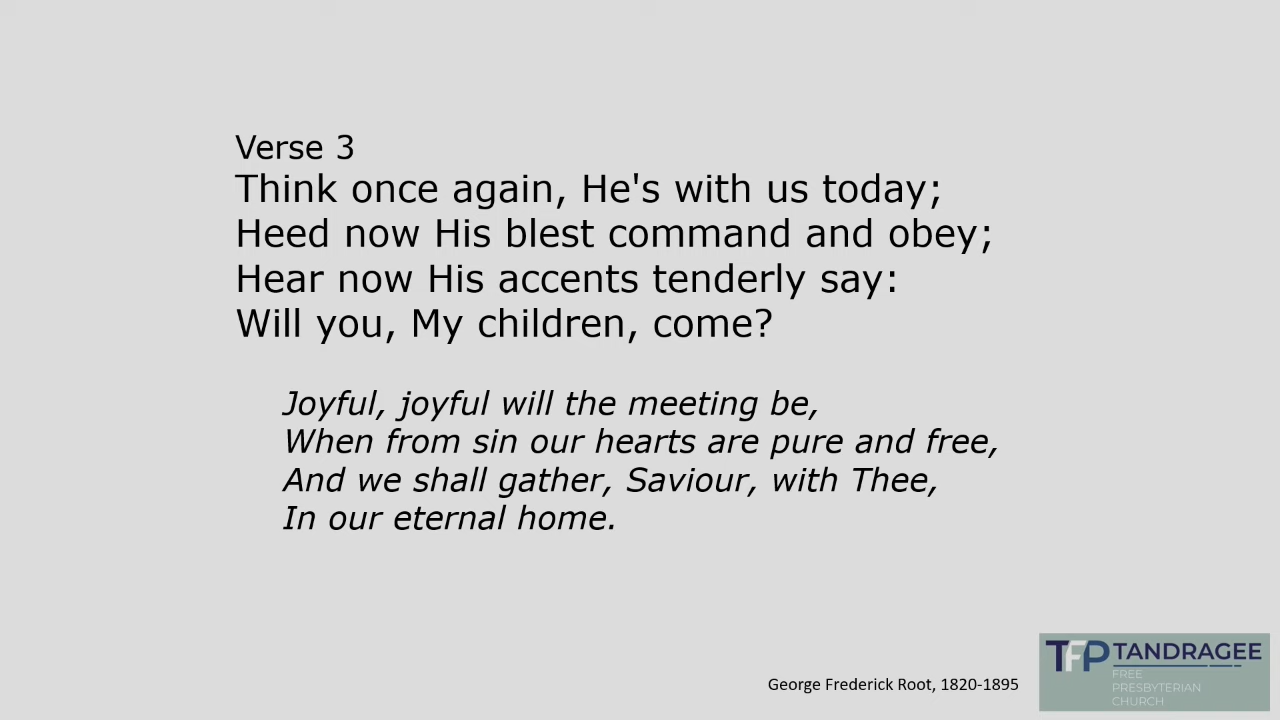 Verse 3
Think once again, He's with us today;
Heed now His blest command and obey;
Hear now His accents tenderly say:
Will you, My children, come?
Joyful, joyful will the meeting be,
When from sin our hearts are pure and free,
And we shall gather, Saviour, with Thee,
In our eternal home.
George Frederick Root, 1820-1895
TFP TANDRAGEE
FREE
PRESBYTERIAN
CHURCH